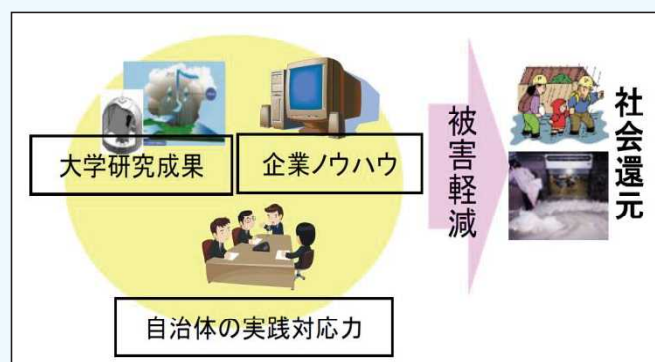 大学研究成果
企業ノウハウ
自治体の実践対応力
被害軽減
社会還元